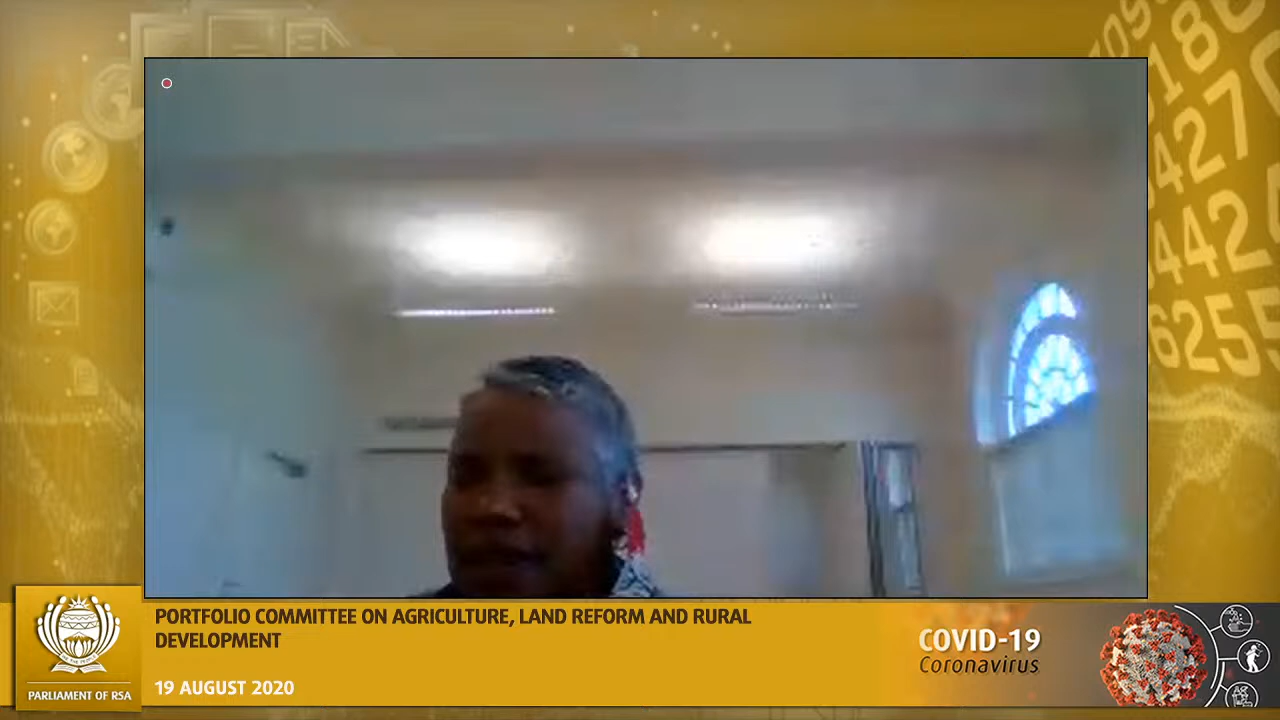 PORTFOLIO COMMITTEE ON AGRICULTURE, LAND REFORM AND RURAL
DEVELOPMENT
19 AUGUST 2020
PARLIAMENT OF RSA
COVID-19
Coronavirus